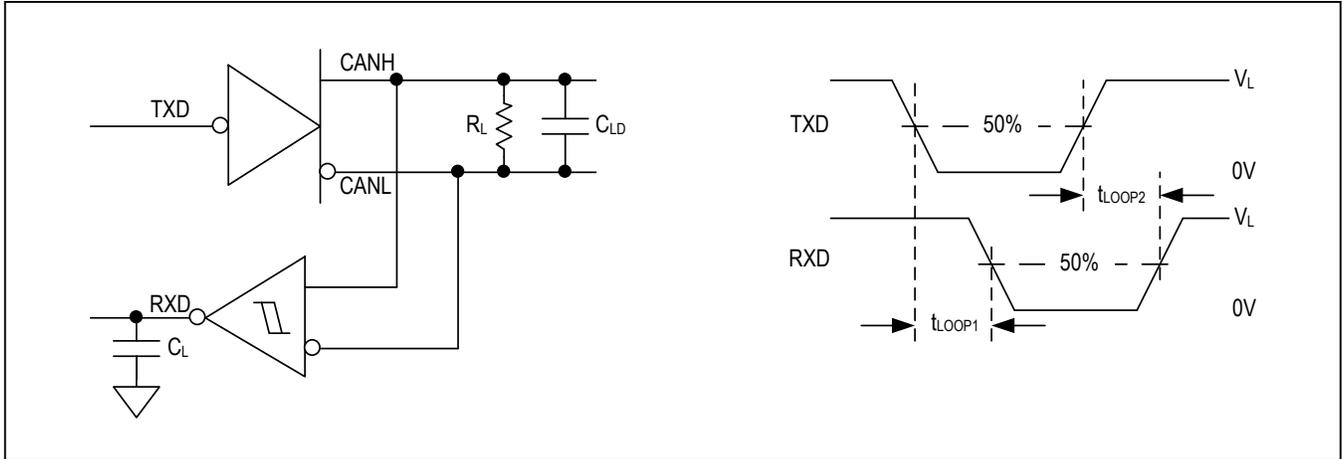 CANH
TXD
RL
CLD
CANL
RXD
CL
TXD
50%
VL
0V
tLOOP2
VL
RXD
50%
0V
tLOOP1